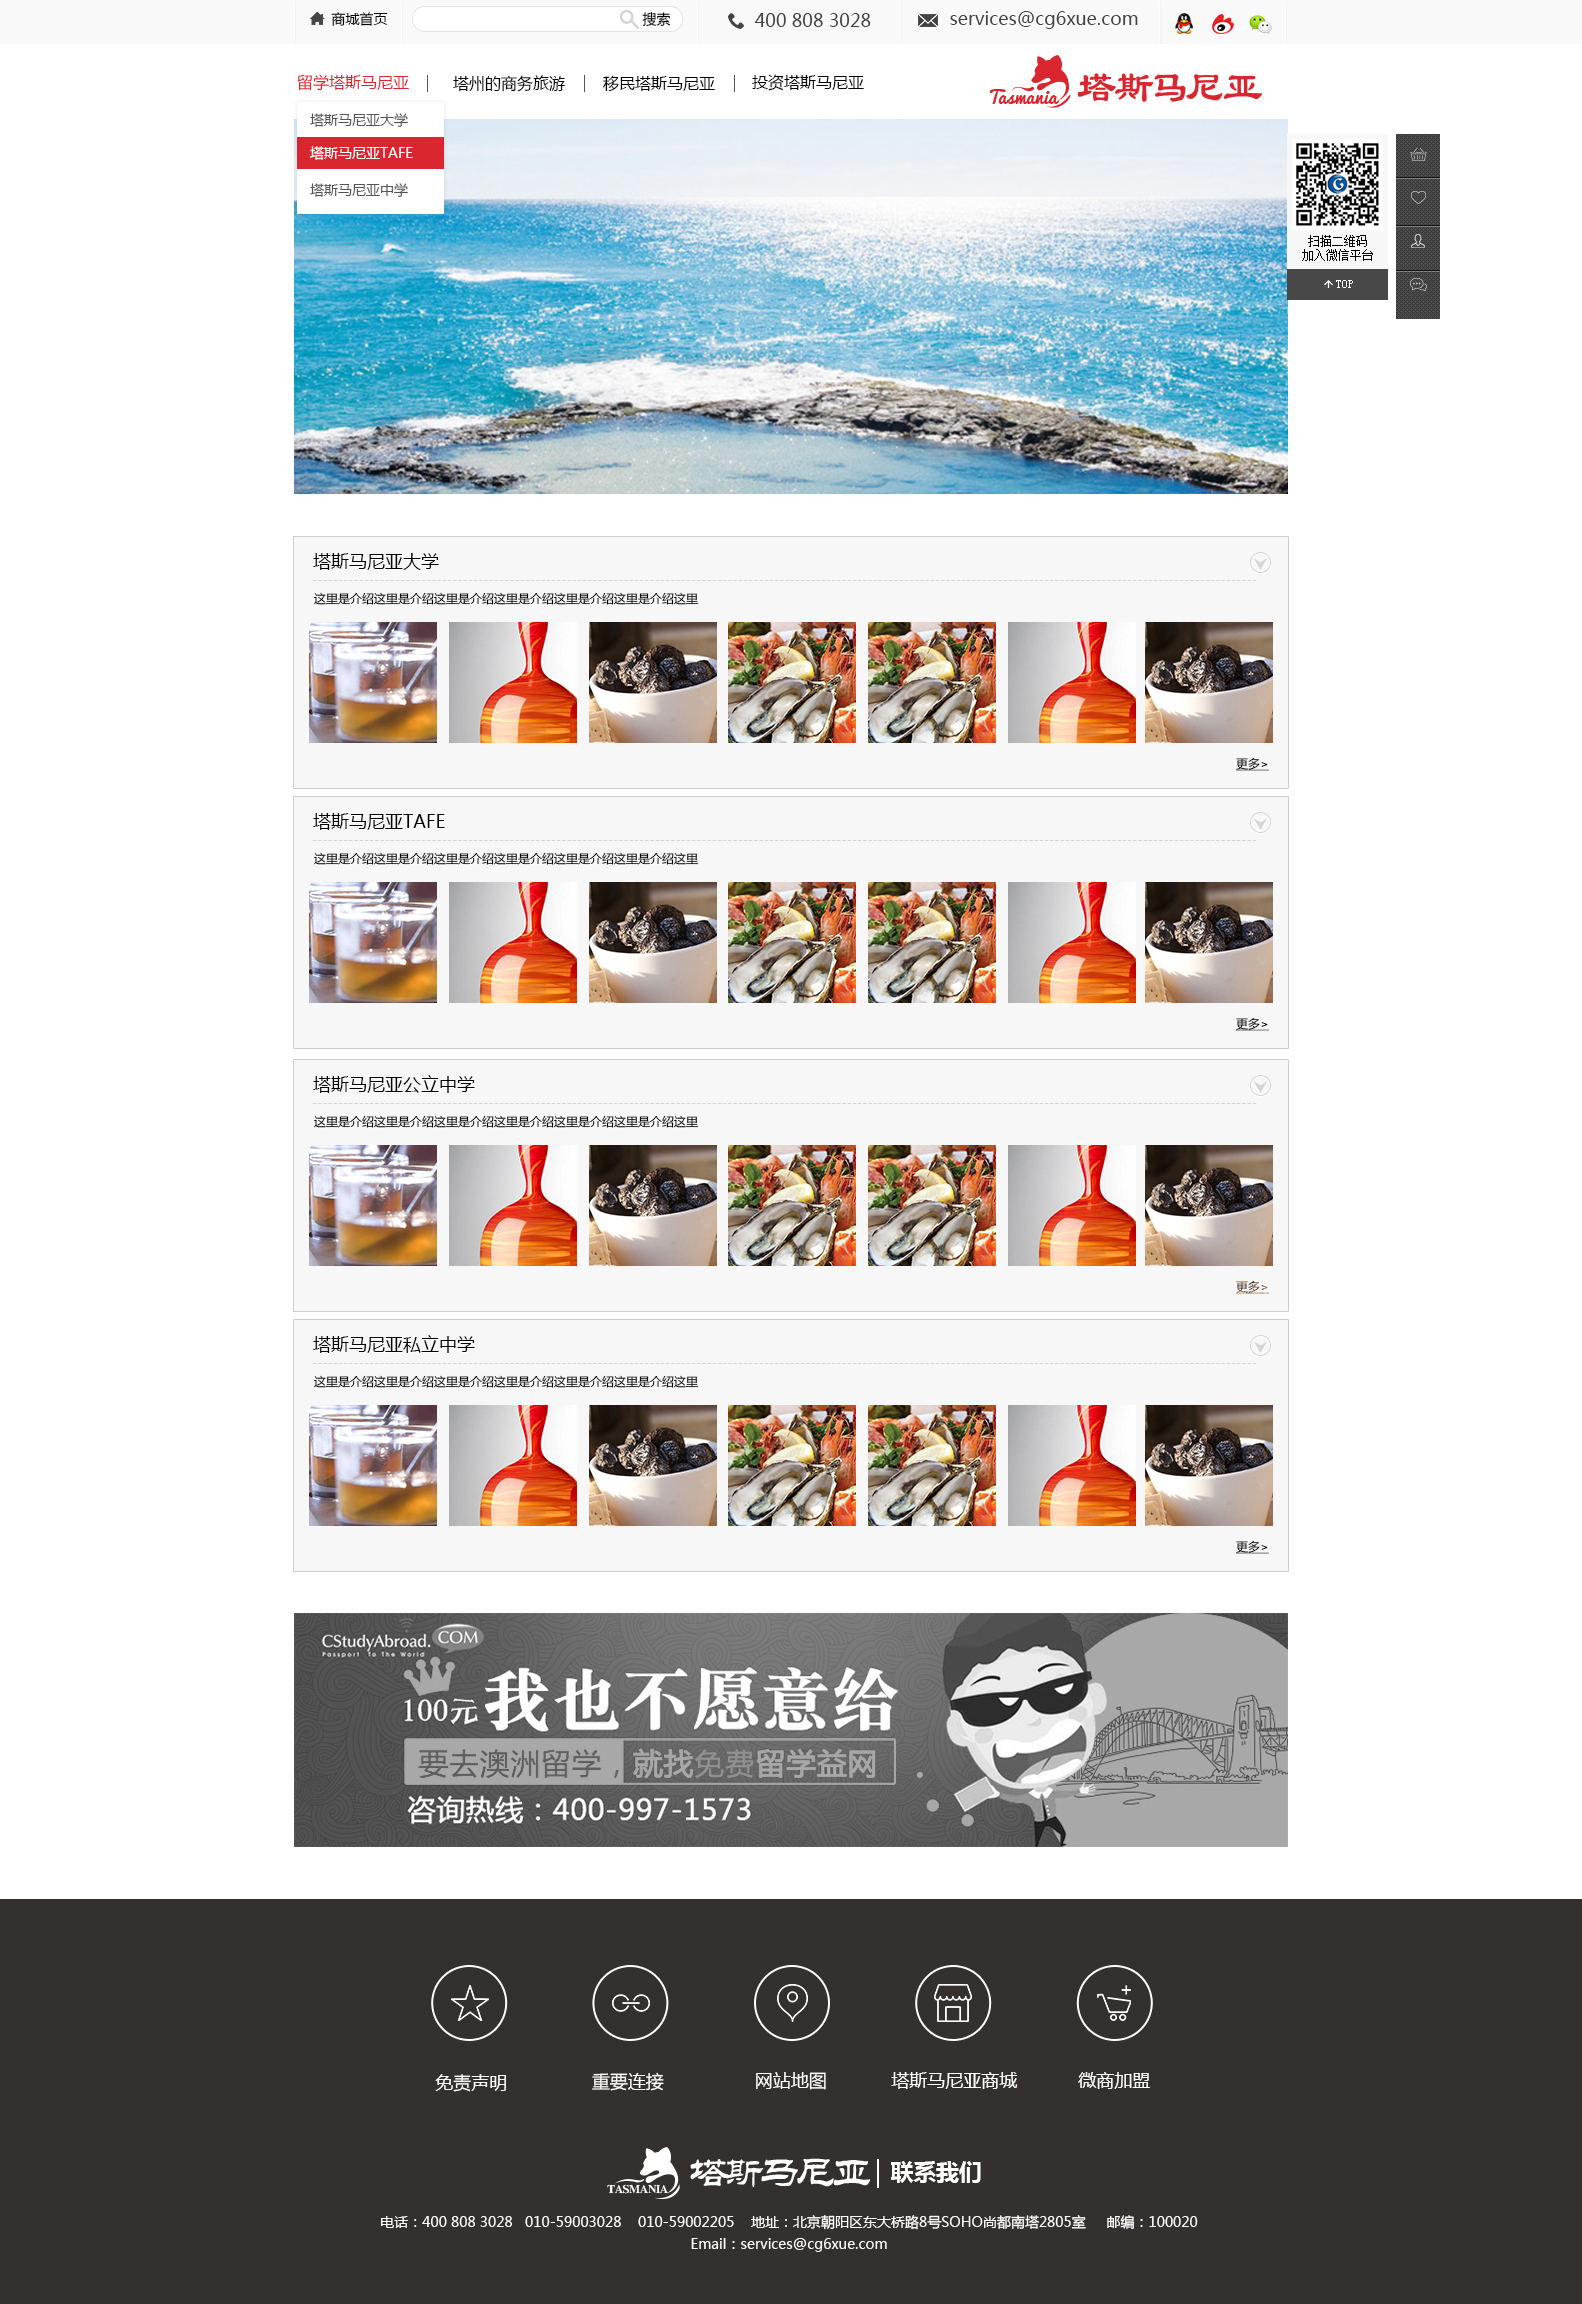 商城首页
搜索
400 808 3028
services@cg6xue.com
留学塔斯马尼亚
塔州的商务旅游
移民塔斯马尼亚
投资塔斯马尼亚
Tasmania 塔斯马尼亚
塔斯马尼亚大学
塔斯马尼亚TAFE
塔斯马尼亚中学
扫描二维码
加入微信平台
TOP
塔斯马尼亚大学
这里是介绍这里是介绍这里是介绍这里是介绍这里是介绍这里是介绍这里
更多>
塔斯马尼亚TAFE
这里是介绍这里是介绍这里是介绍这里是介绍这里是介绍这里是介绍这里
更多>
塔斯马尼亚公立中学
这里是介绍这里是介绍这里是介绍这里是介绍这里是介绍这里是介绍这里
更多>
塔斯马尼亚私立中学
这里是介绍这里是介绍这里是介绍这里是介绍这里是介绍这里是介绍这里
更多>
CStudyAbroad.COM
Passport To The World
100元 我也不愿意给
要去澳洲留学，就找免费留学益网
咨询热线：400-997-1573
免责声明
重要连接
网站地图
塔斯马尼亚商城
微商加盟
TASMANIA 塔斯马尼亚 | 联系我们
电话：400 808 3028 010-59003028 010-59002205 地址：北京朝阳区东大桥路8号SOHO尚都南塔2805室 邮编：100020
Email：services@cg6xue.com